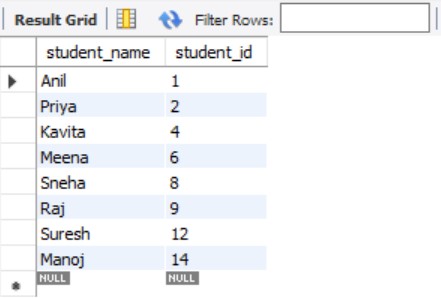 Result Grid Filter Rows:
student_name student_id
Anil 1
Priya 2
Kavita 4
Meena 6
Sneha 8
Raj 9
Suresh 12
Manoj 14
NULL NULL